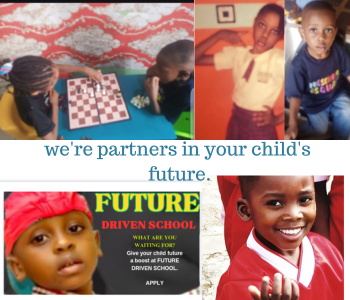 we're partners in your child's
future.
FUTURE
DRIVEN SCHOOL
WHAT ARE YOU
WAITING FOR?
Give your child future
a boost at FUTURE
DRIVEN SCHOOL.
APPLY